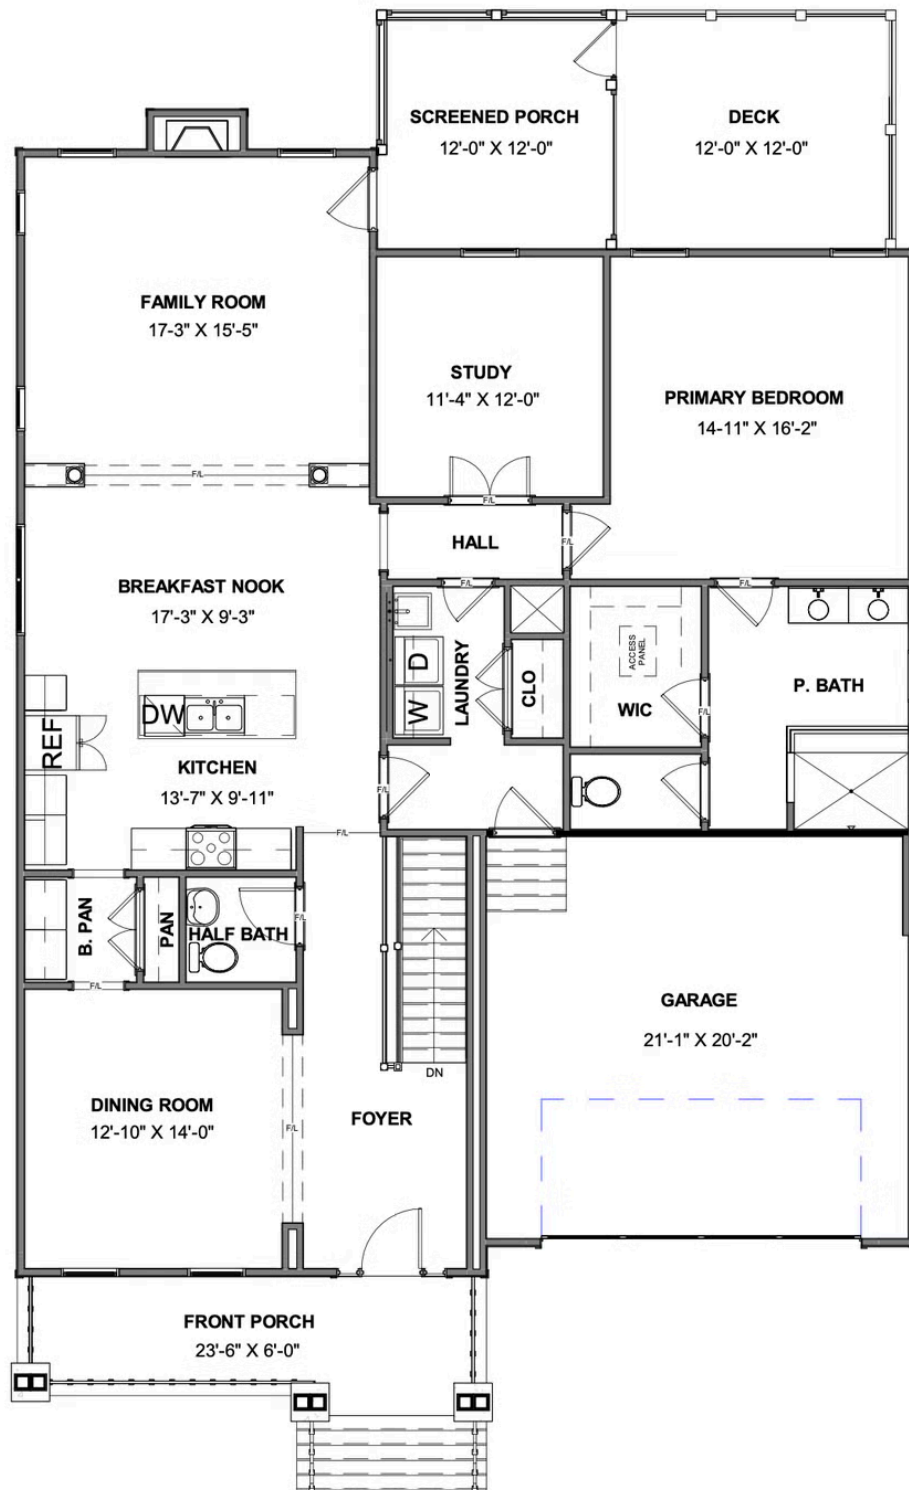 SCREENED PORCH
12'-0" X 12'-0"
DECK
12'-0" X 12'-0"
FAMILY ROOM
17-3" X 15'-5"
STUDY
11'-4" X 12'-0"
PRIMARY BEDROOM
14-11" X 16'-2"
F/L
F/L
HALL
F/L
BREAKFAST NOOK
17'-3" X 9'-3"
F/L
F/L
D
W
LAUNDRY
CLO
ACCESS
PANEL
WIC
F/L
P. BATH
DW
REF
KITCHEN
13'-7" X 9'-11"
F/L
F/L
B. PAN
PAN
HALF BATH
F/L
F/L
DN
GARAGE
21'-1" X 20'-2"
DINING ROOM
12'-10" X 14'-0"
F/L
FOYER
FRONT PORCH
23'-6" X 6'-0"